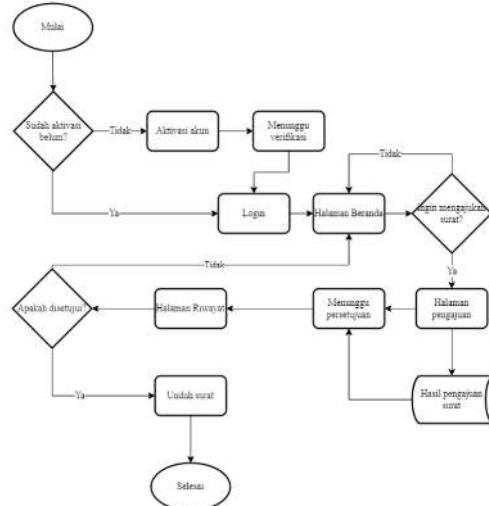 Mulai
Sudah aktivasi
belum?
Tidak
Aktivasi akun
Menunggu
verifikasi
Tidak
Ya
Login
Halaman Beranda
Ingin mengajukan
surat?
Tidak
Ya
Apakah disetujui?
Halaman Riwayat
Menunggu
persetujuan
Halaman
pengajuan
Ya
Unduh surat
Hasil pengajuan
surat
Selesai